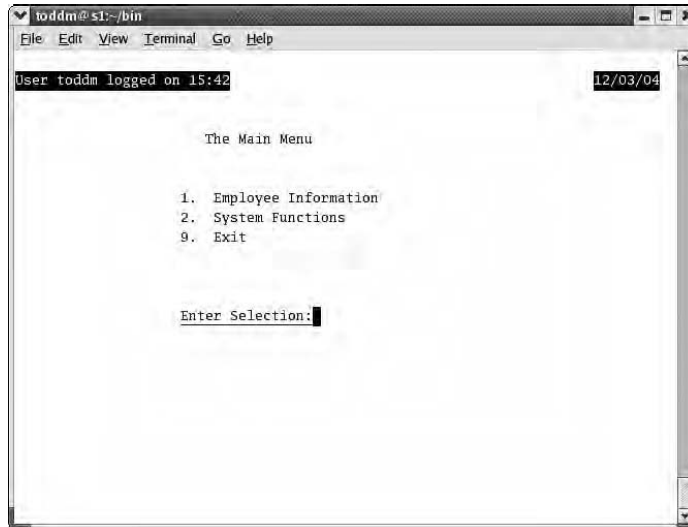 toddm@s1:~/bin
File Edit View Terminal Go Help
User toddm logged on 15:42 12/03/04
The Main Menu
1. Employee Information
2. System Functions
9. Exit
Enter Selection: